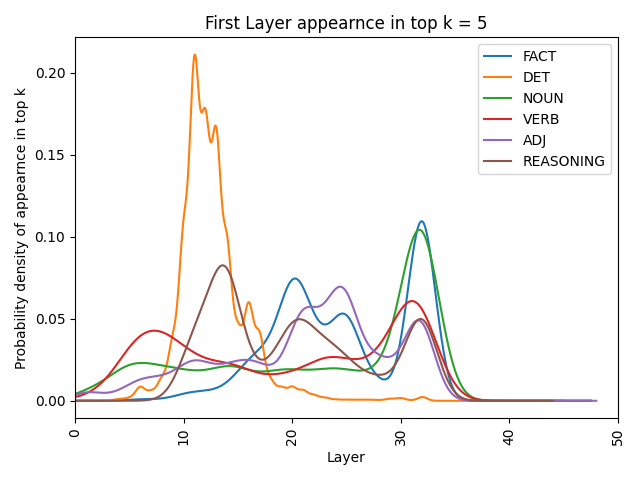 First Layer appearnce in top k = 5
Probability density of appearnce in top k
0.20
0.15
0.10
0.05
0.00
FACT
DET
NOUN
VERB
ADJ
REASONING
0
10
20
30
40
50
Layer